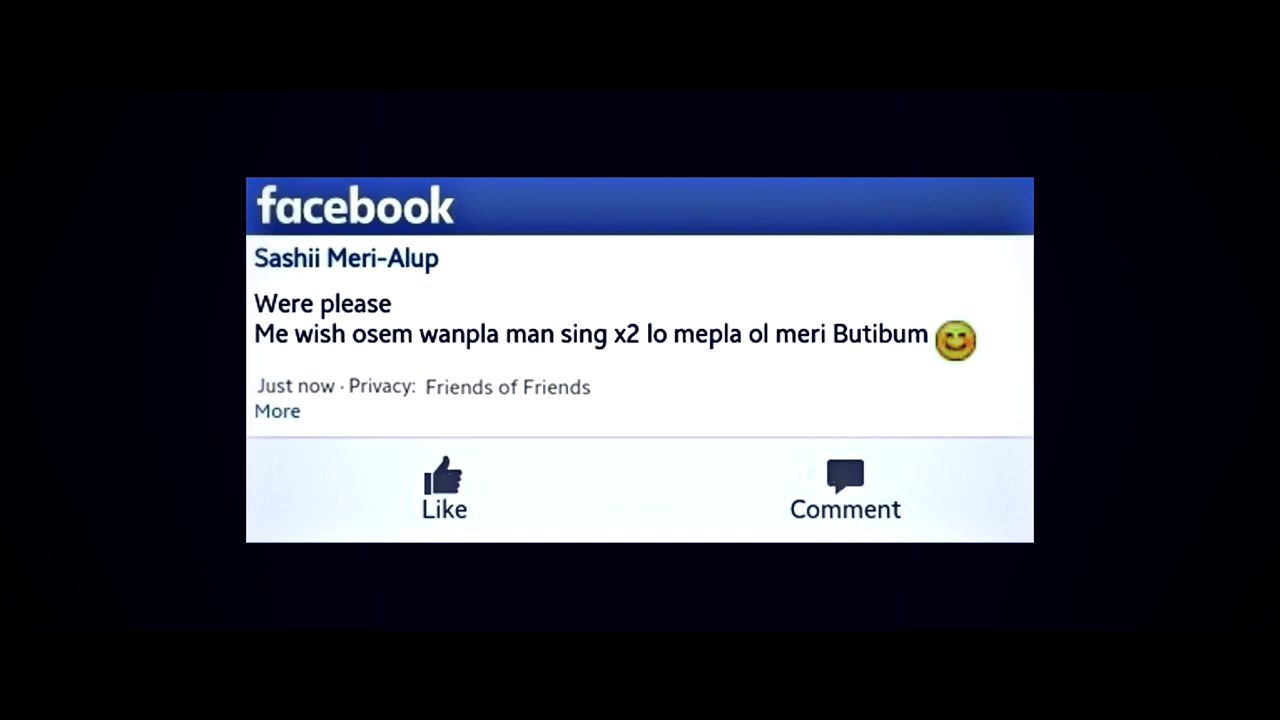 facebook
Sashii Meri-Alup
Were please
Me wish osem wanpla man sing x2 lo mepla ol meri Butibum 😊
Just now · Privacy: Friends of Friends
More
Like
Comment